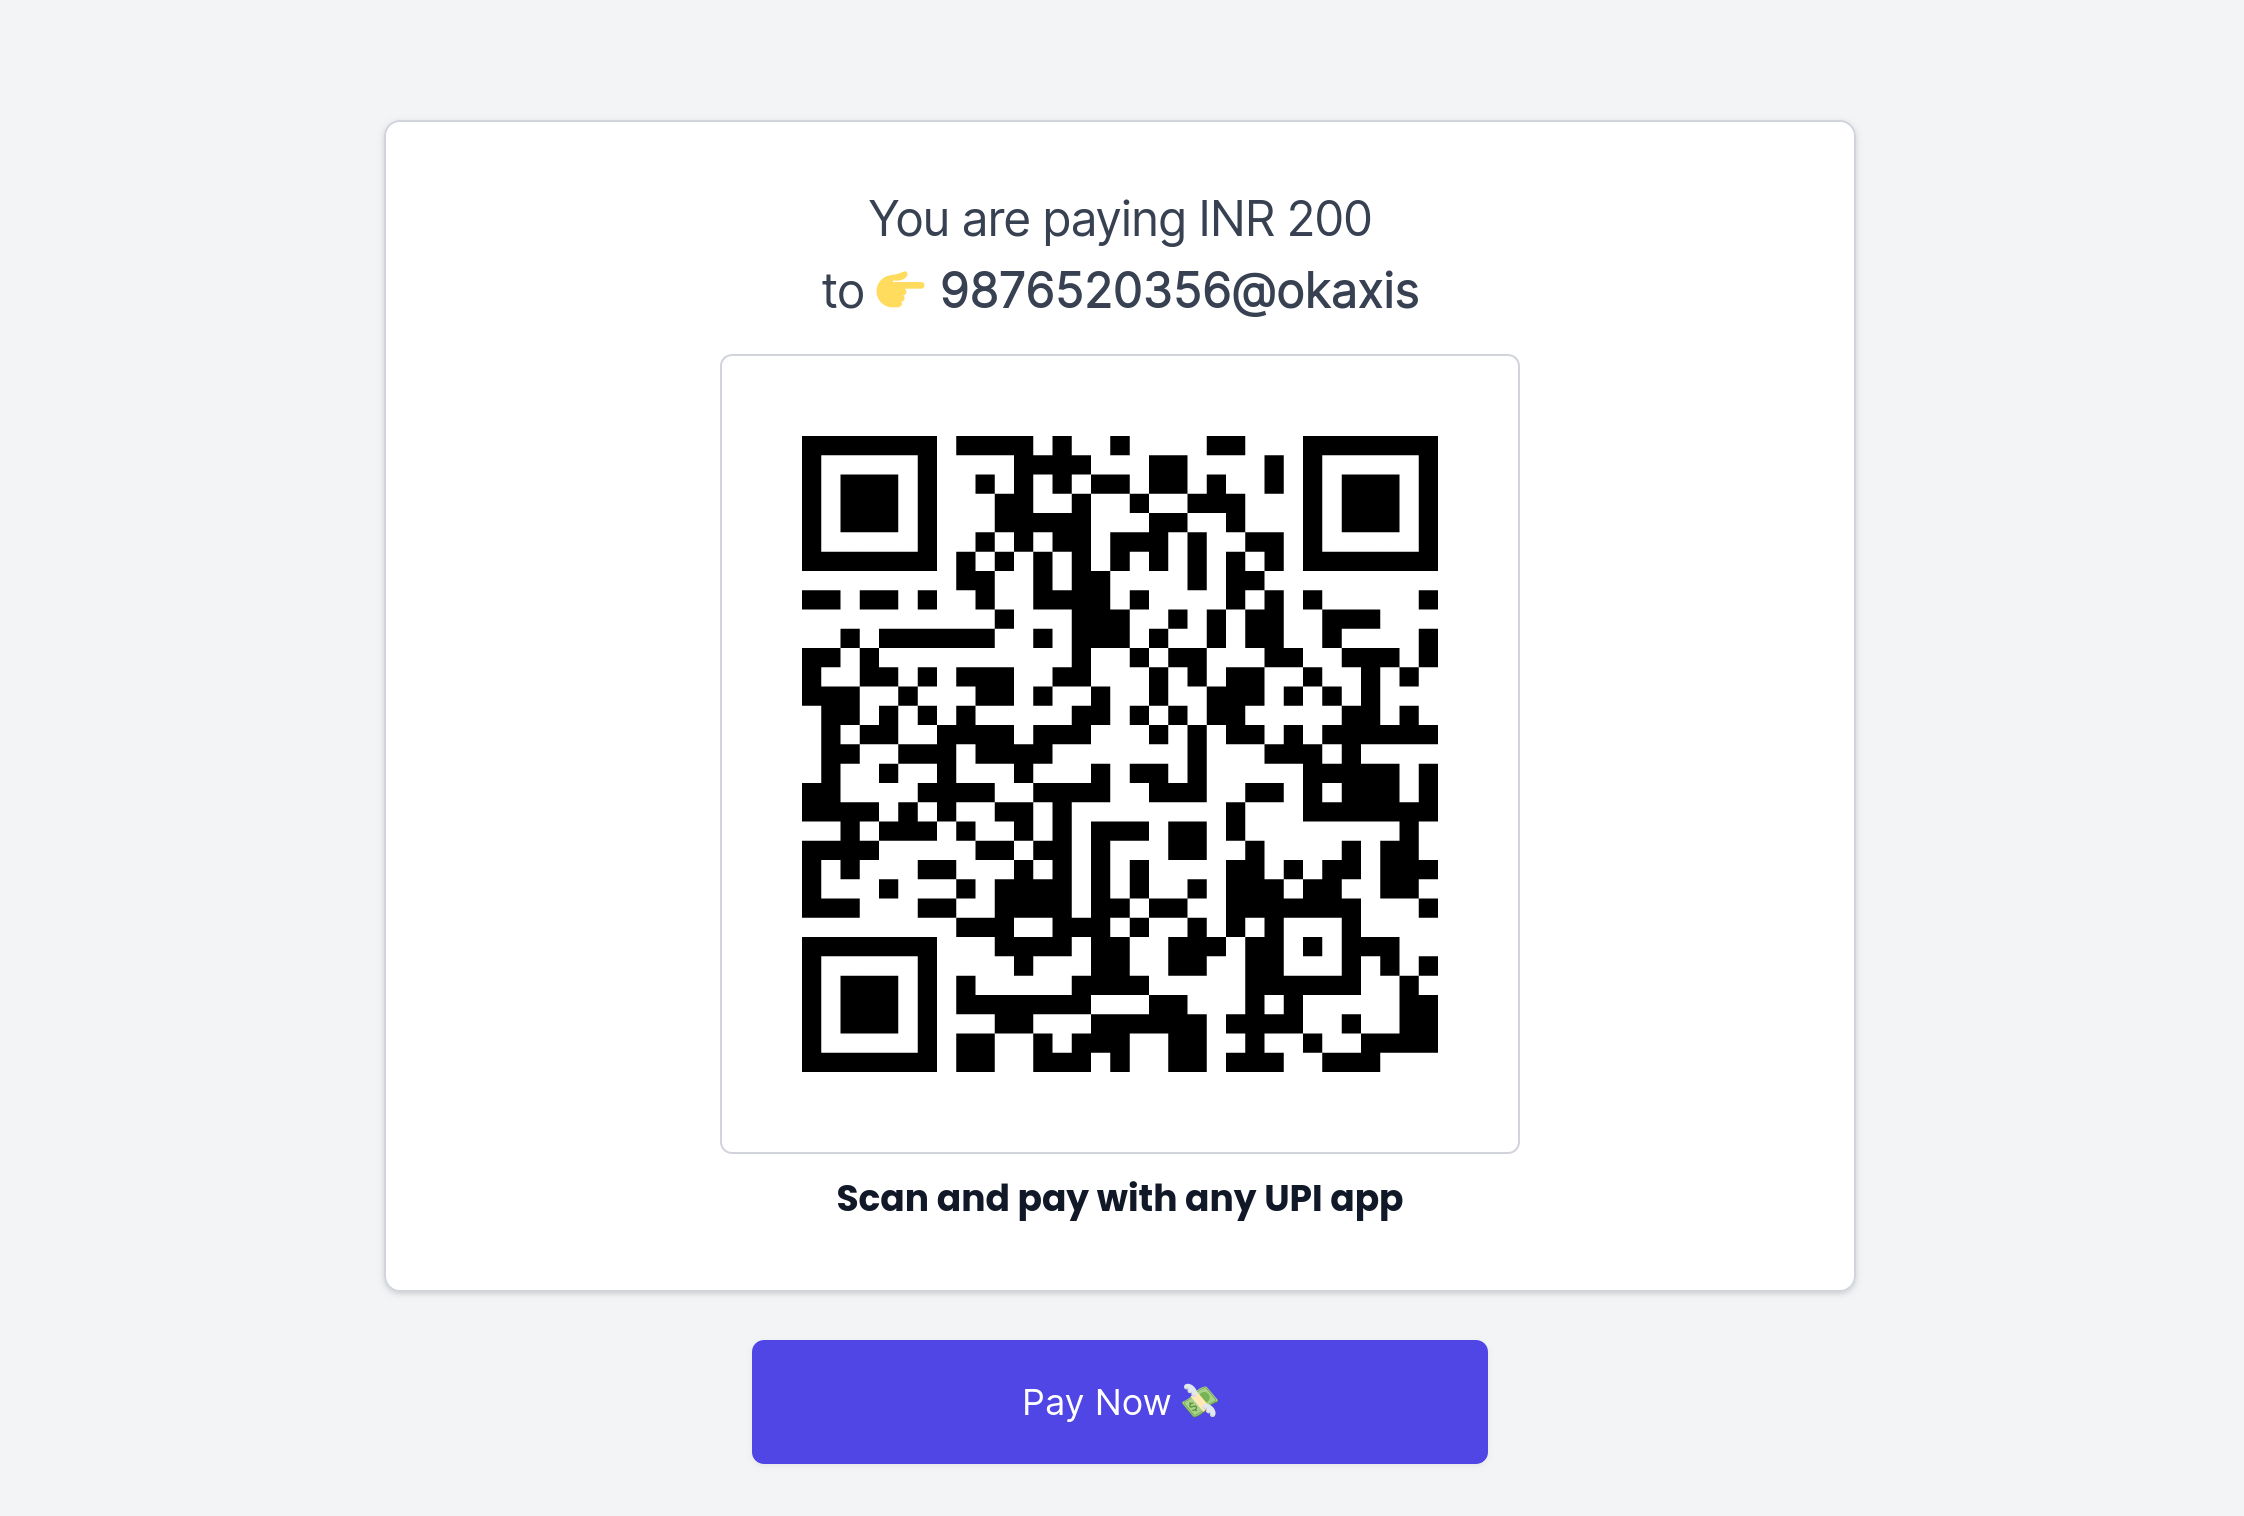 You are paying INR 200
to 👉 9876520356@okaxis
Scan and pay with any UPI app
Pay Now 💸